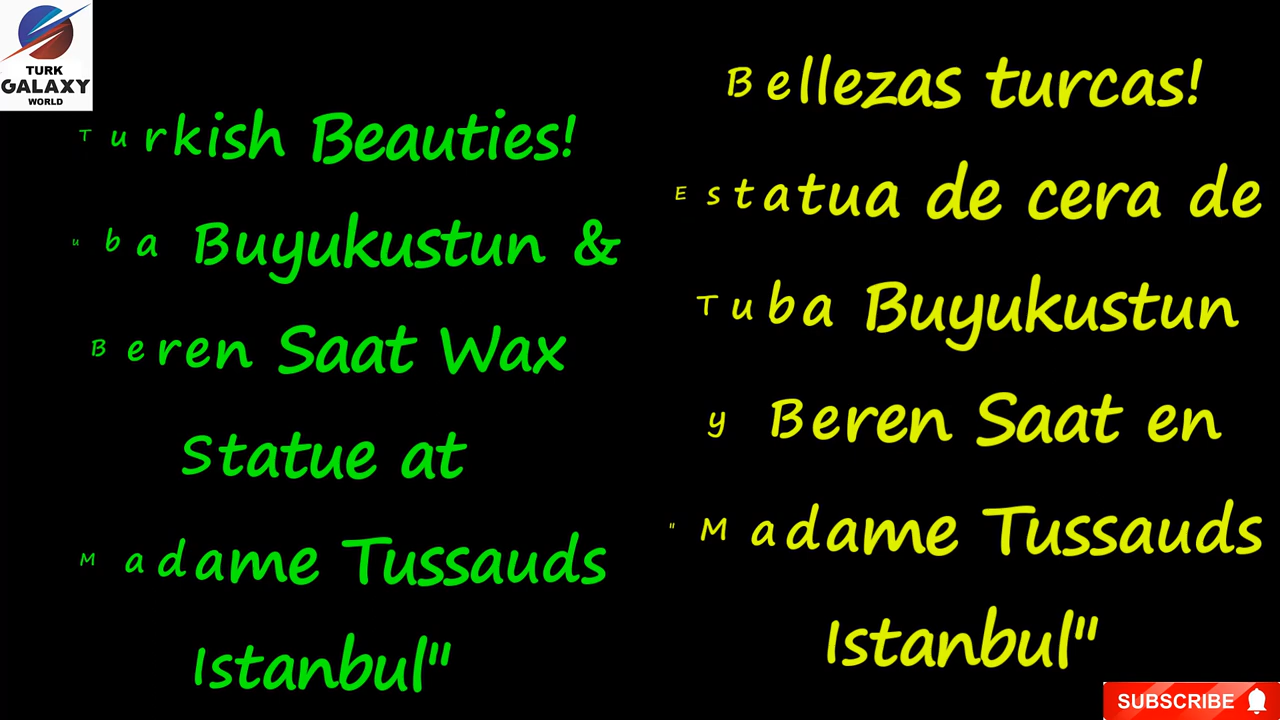 TURK
GALAXY
WORLD
Turkish Beauties!
uba Buyukustun &
Beren Saat Wax
Statue at
Madame Tussauds
Istanbul"
Bellezas turcas!
Estatua de cera de
Tuba Buyukustun
y Beren Saat en
"Madame Tussauds
Istanbul"
SUBSCRIBE